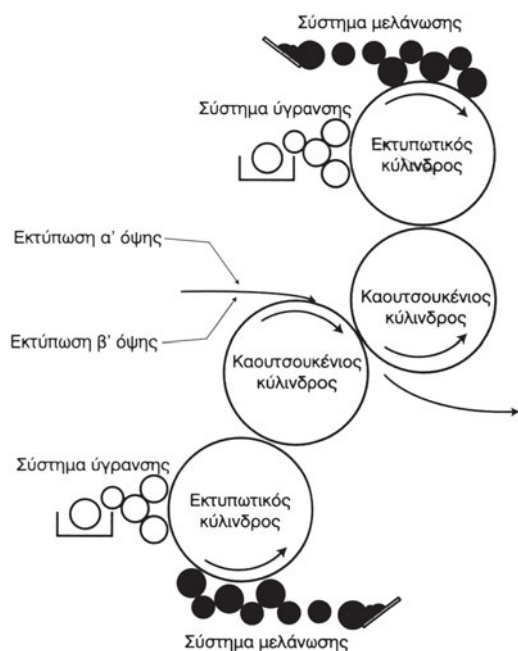 Σύστημα μελάνωσης
Σύστημα ύγρανσης
Εκτυπωτικός
κύλινδρος
Εκτύπωση α' όψης
Καουτσουκένιος
κύλινδρος
Εκτύπωση β' όψης
Καουτσουκένιος
κύλινδρος
Σύστημα ύγρανσης
Εκτυπωτικός
κύλινδρος
Σύστημα μελάνωσης